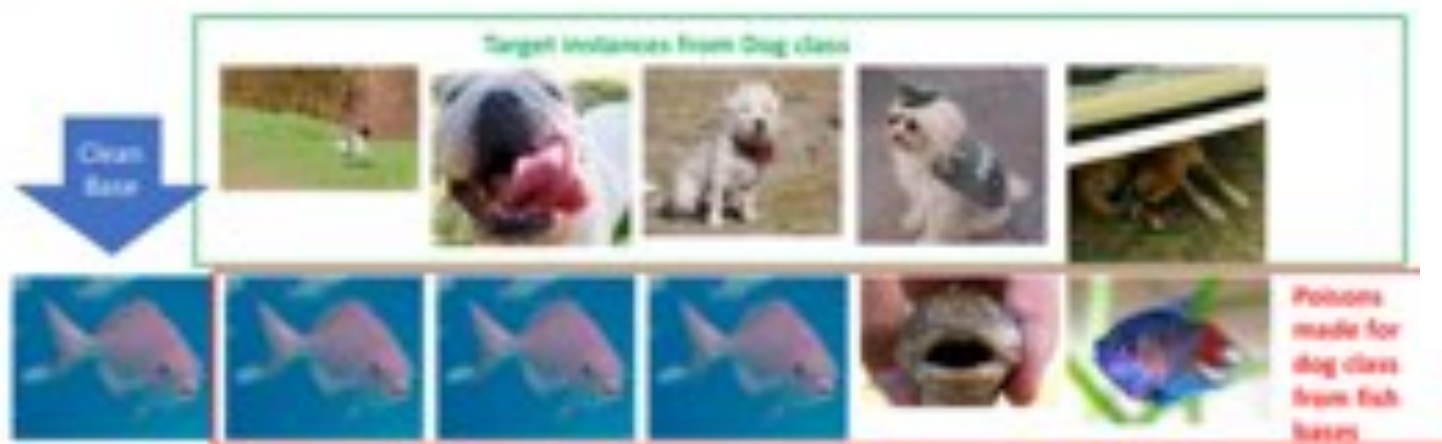 Target instances from Dog class
Clean
Base
Poisons
made for
dog class
from fish
bases